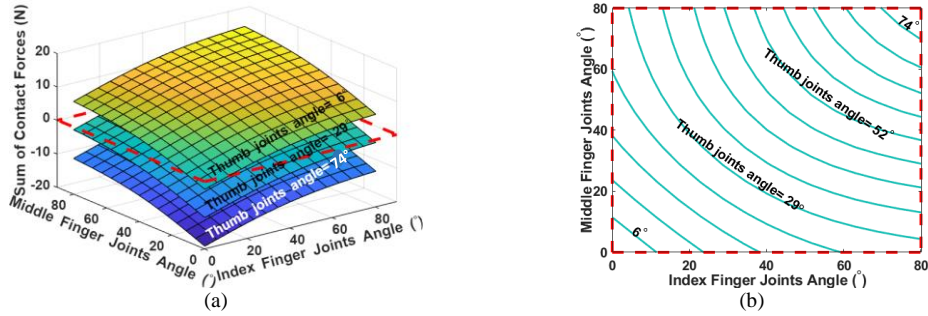 (a)
Sum of Contact Forces (N)
20
10
0
-10
-20
Thumb joints angle= 6°
Thumb joints angle= 29°
Thumb joints angle= 74°
80
60
40
20
0
Middle Finger Joints Angle (°)
0
20
40
60
80
Index Finger Joints Angle (°)
(a)
(b)
Middle Finger Joints Angle (°)
80
60
40
20
0
74°
Thumb joints angle= 52°
Thumb joints angle= 29°
6°
0
20
40
60
80
Index Finger Joints Angle (°)
(b)